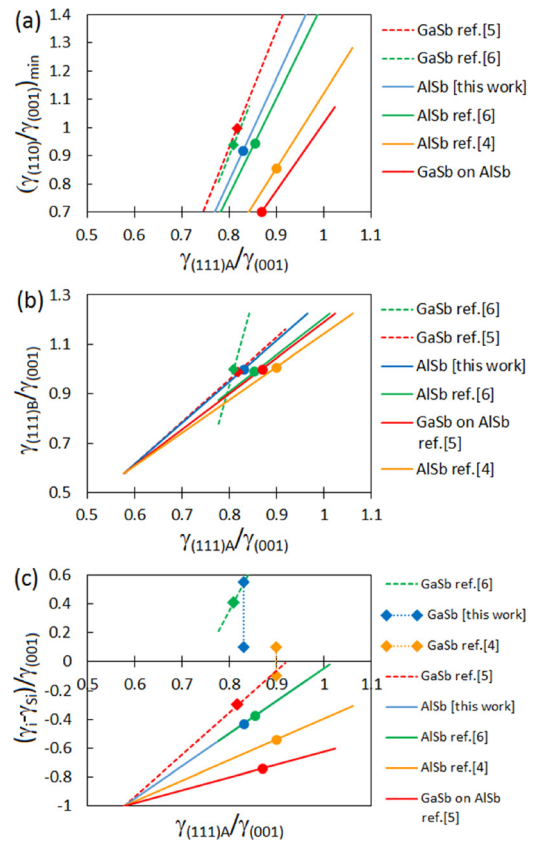 (a)
1.4
1.3
1.2
1.1
1
0.9
0.8
0.7
0.5 0.6 0.7 0.8 0.9 1 1.1
(γ(110)/γ(001))min
γ(111)A/γ(001)
GaSb ref.[5]
GaSb ref.[6]
AlSb [this work]
AlSb ref.[6]
AlSb ref.[4]
GaSb on AlSb
(b)
1.3
1.1
0.9
0.7
0.5
0.5 0.6 0.7 0.8 0.9 1 1.1
γ(111)B/γ(001)
γ(111)A/γ(001)
GaSb ref.[6]
GaSb ref.[5]
AlSb [this work]
AlSb ref.[6]
GaSb on AlSb
ref.[5]
AlSb ref.[4]
(c)
0.6
0.4
0.2
0
-0.2
-0.4
-0.6
-0.8
-1
0.5 0.6 0.7 0.8 0.9 1 1.1
(γi-γSi)/γ(001)
γ(111)A/γ(001)
GaSb ref.[6]
GaSb [this work]
GaSb ref.[4]
GaSb ref.[5]
AlSb [this work]
AlSb ref.[6]
AlSb ref.[4]
GaSb on AlSb
ref.[5]